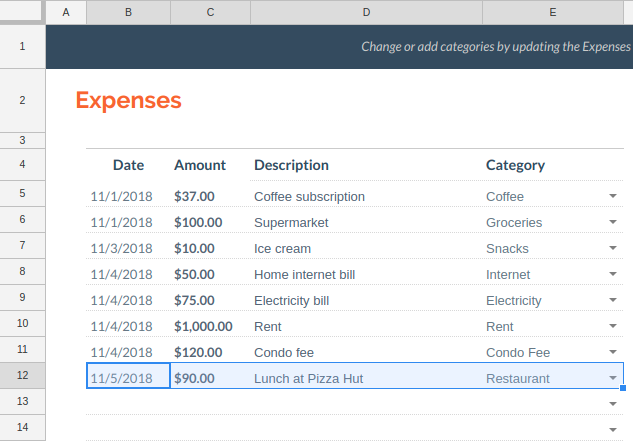 A B C D E
1 Change or add categories by updating the Expenses
2 Expenses
3
4 Date Amount Description Category
5 11/1/2018 $37.00 Coffee subscription Coffee
6 11/1/2018 $100.00 Supermarket Groceries
7 11/3/2018 $10.00 Ice cream Snacks
8 11/4/2018 $50.00 Home internet bill Internet
9 11/4/2018 $75.00 Electricity bill Electricity
10 11/4/2018 $1,000.00 Rent Rent
11 11/4/2018 $120.00 Condo fee Condo Fee
12 11/5/2018 $90.00 Lunch at Pizza Hut Restaurant
13
14